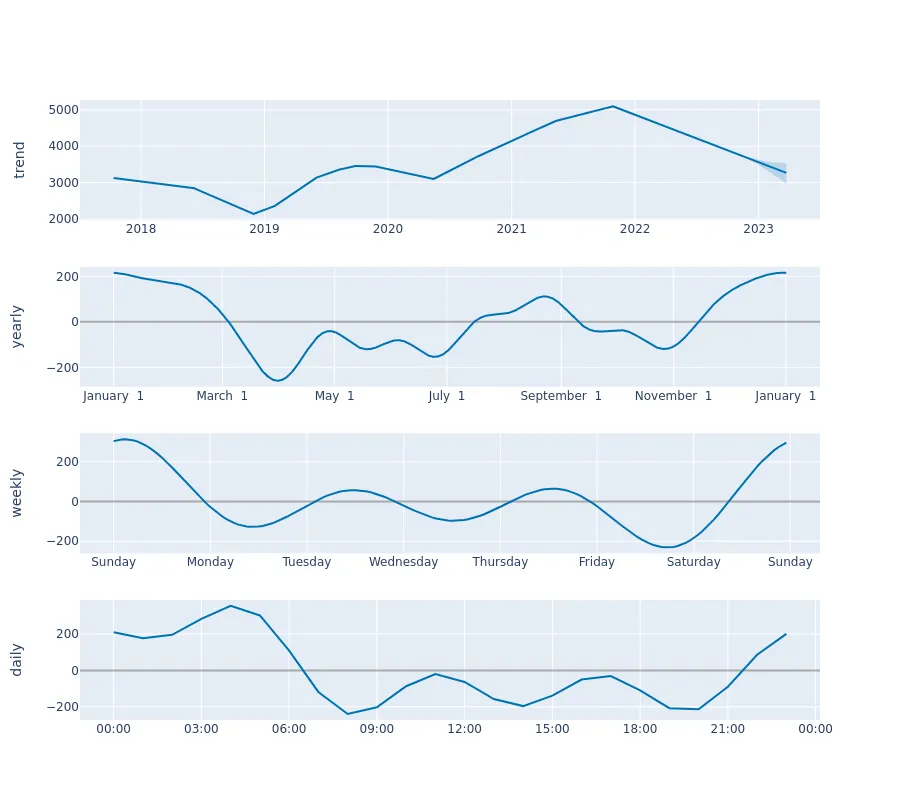 trend
5000
4000
3000
2000
2018 2019 2020 2021 2022 2023
yearly
200
0
−200
January 1 March 1 May 1 July 1 September 1 November 1 January 1
weekly
200
0
−200
Sunday Monday Tuesday Wednesday Thursday Friday Saturday Sunday
daily
200
0
−200
00:00 03:00 06:00 09:00 12:00 15:00 18:00 21:00 00:00